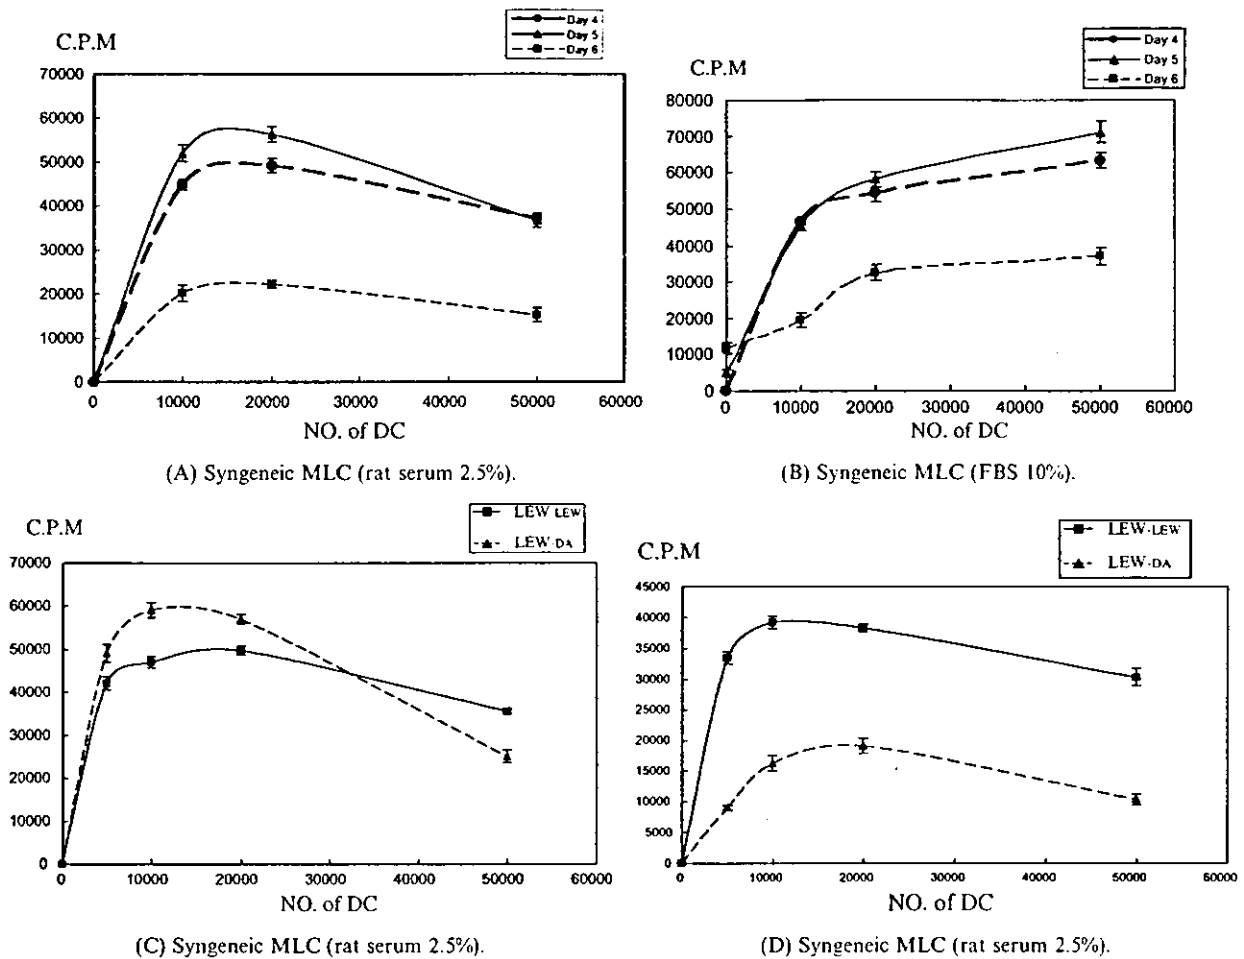 Day 4
Day 5
Day 6
C.P.M
70000
60000
50000
40000
30000
20000
10000
0
0 10000 20000 30000 40000 50000 60000
NO. of DC
(A) Syngeneic MLC (rat serum 2.5%).
Day 4
Day 5
Day 6
C.P.M
80000
70000
60000
50000
40000
30000
20000
10000
0
0 10000 20000 30000 40000 50000 60000
NO. of DC
(B) Syngeneic MLC (FBS 10%).
LEW LEW
LEW-DA
C.P.M
70000
60000
50000
40000
30000
20000
10000
0
0 10000 20000 30000 40000 50000 60000
NO. of DC
(C) Syngeneic MLC (rat serum 2.5%).
LEW-LEW
LEW-DA
C.P.M
45000
40000
35000
30000
25000
20000
15000
10000
5000
0
0 10000 20000 30000 40000 50000 60000
NO. of DC
(D) Syngeneic MLC (rat serum 2.5%).